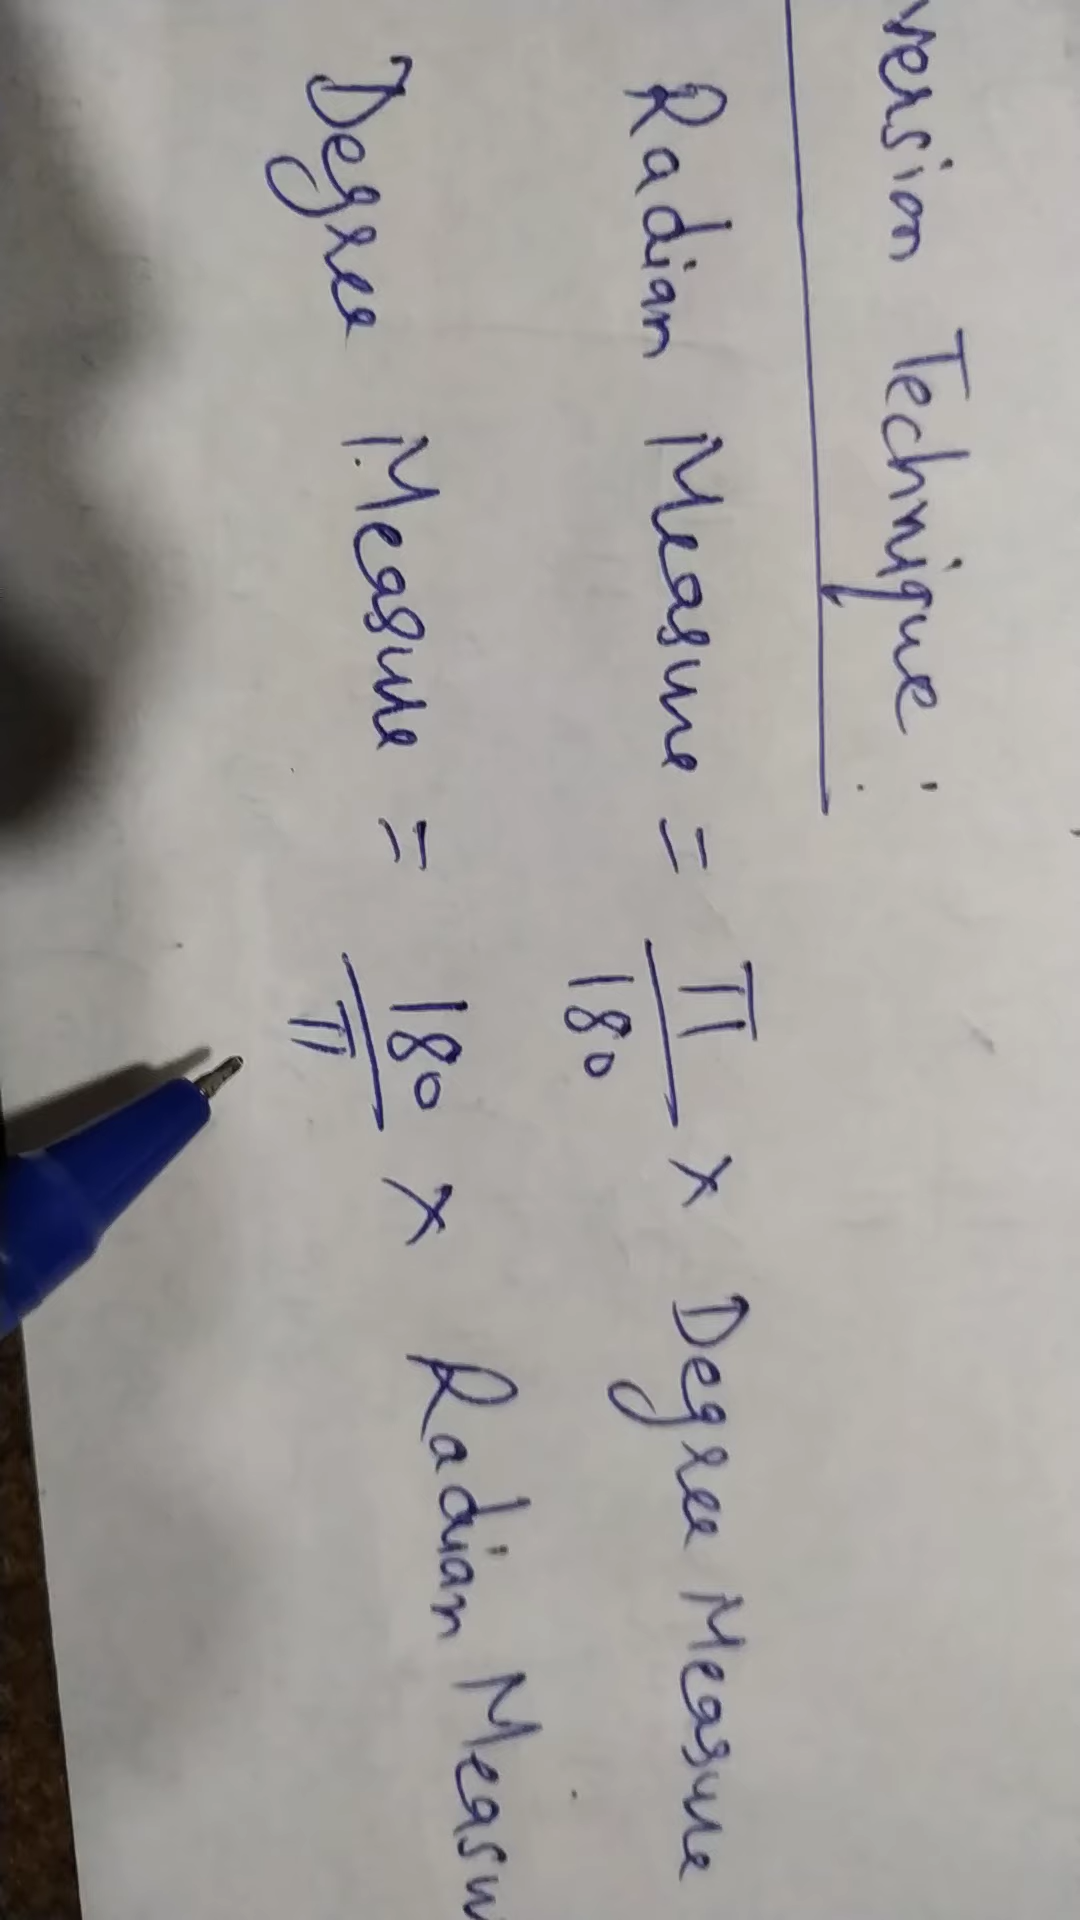 version Technique:
Radian Measure = π/180 × Degree Measure
Degree Measure = 180/π × Radian Measu